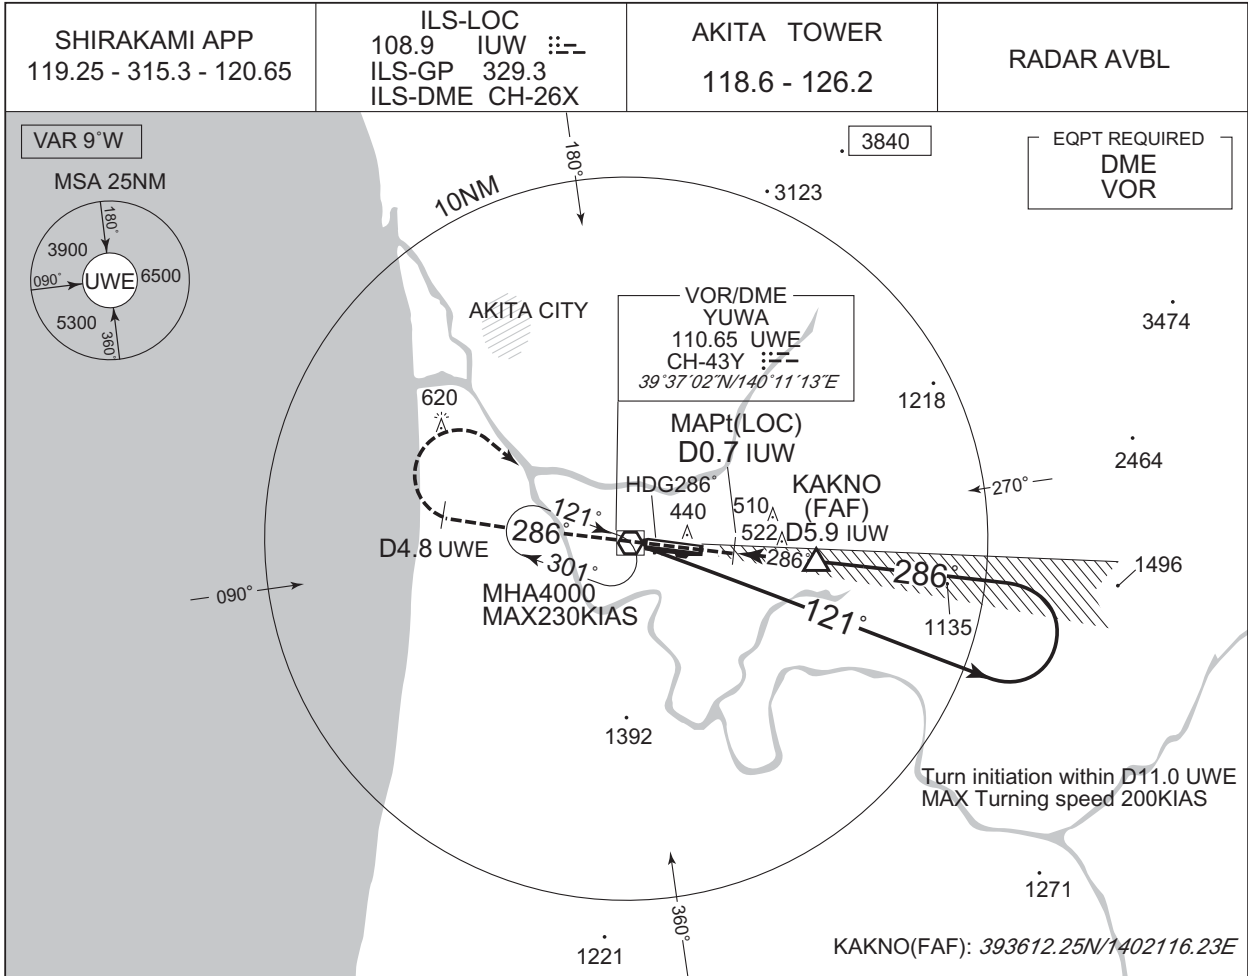 SHIRAKAMI APP
119.25 - 315.3 - 120.65
ILS-LOC
108.9 IUW
ILS-GP 329.3
ILS-DME CH-26X
AKITA TOWER
118.6 - 126.2
RADAR AVBL
VAR 9°W
MSA 25NM
180°
3900
090°
UWE
6500
5300
360°
180°
3840
EQPT REQUIRED
DME
VOR
10NM
3123
AKITA CITY
VOR/DME
YUWA
110.65 UWE
CH-43Y
39°37´02˝N/140°11´13˝E
3474
620
1218
MAPt(LOC)
D0.7 IUW
2464
HDG286°
440
510
522
KAKNO
(FAF)
D5.9 IUW
270°
121°
286°
D4.8 UWE
301°
286°
286°
1496
MHA4000
MAX230KIAS
090°
121°
1135
1392
Turn initiation within D11.0 UWE
MAX Turning speed 200KIAS
1271
360°
1221
KAKNO(FAF): 393612.25N/1402116.23E